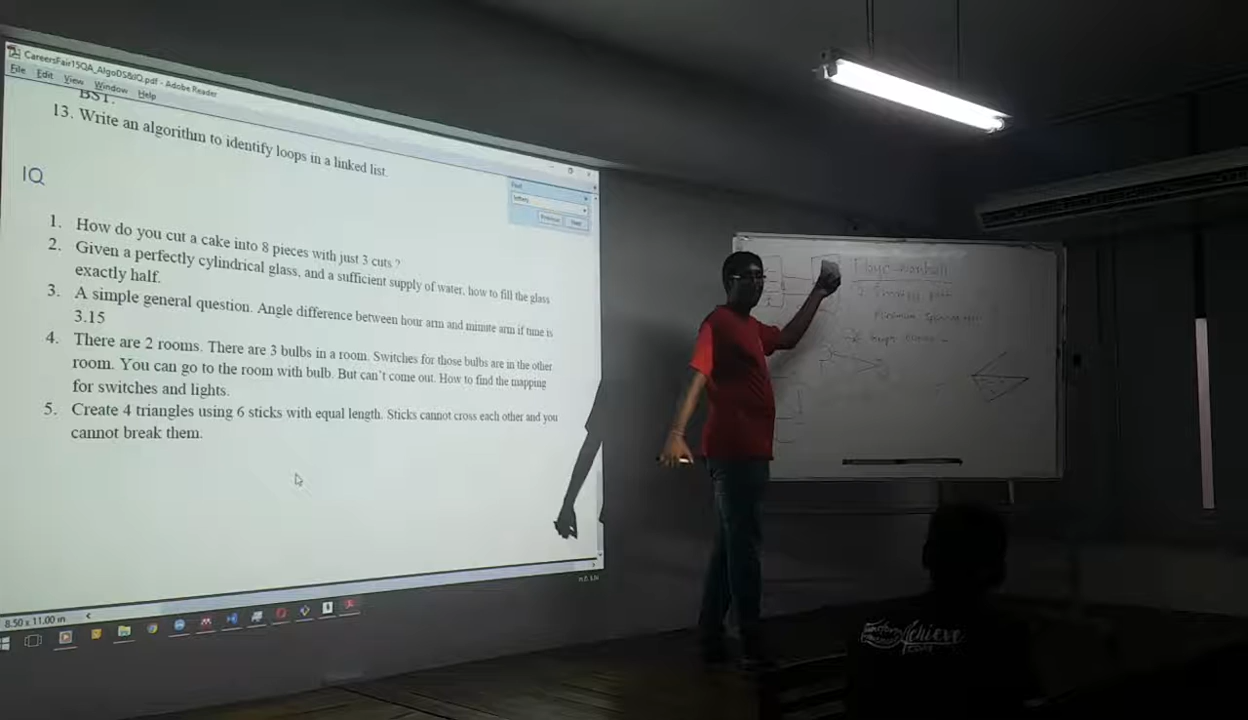 CareersFair15QA_AlgoDS&IQ.pdf - Adobe Reader
File Edit View Window Help
BST.
13. Write an algorithm to identify loops in a linked list.
IQ
1. How do you cut a cake into 8 pieces with just 3 cuts ?
2. Given a perfectly cylindrical glass, and a sufficient supply of water, how to fill the glass
exactly half.
3. A simple general question. Angle difference between hour arm and minute arm if time is
3.15
4. There are 2 rooms. There are 3 bulbs in a room. Switches for those bulbs are in the other
room. You can go to the room with bulb. But can't come out. How to find the mapping
for switches and lights.
5. Create 4 triangles using 6 sticks with equal length. Sticks cannot cross each other and you
cannot break them.
8.50 x 11.00 in
Find
Previous Next
Achieve